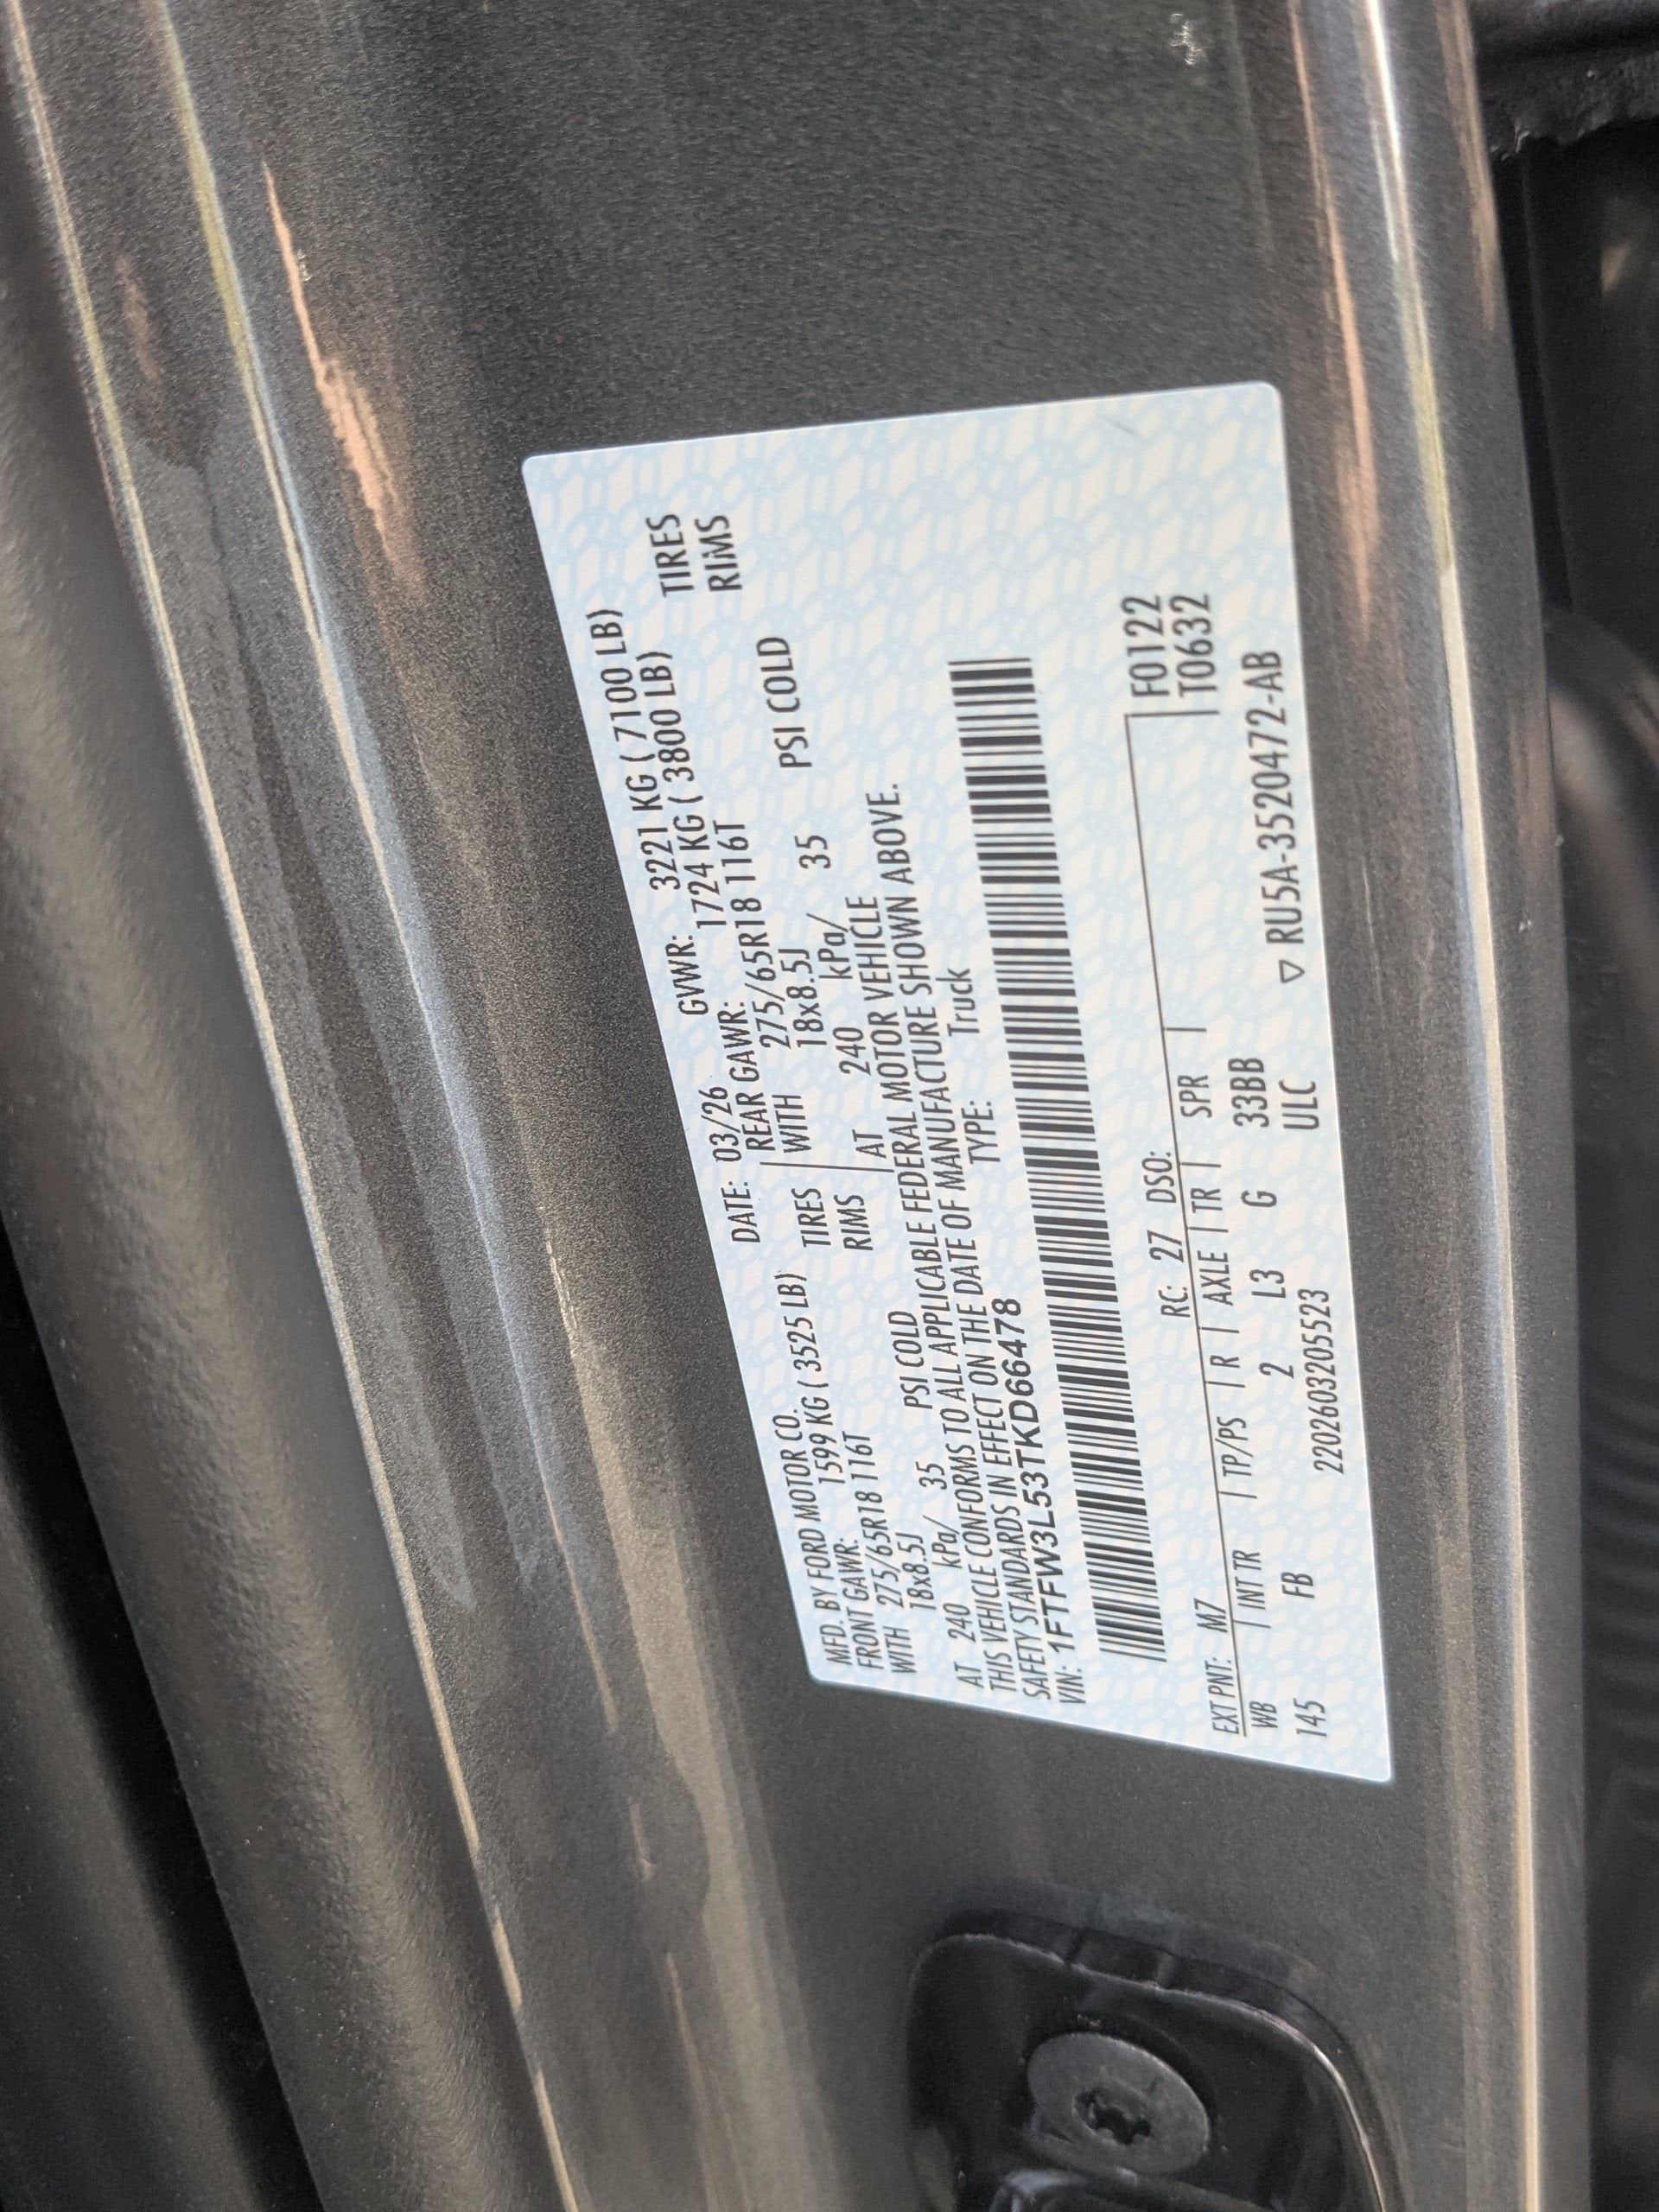 MFD. BY FORD MOTOR CO.
DATE: 03/26 GVWR: 3221 KG ( 7100 LB)
FRONT GAWR: 1599 KG ( 3525 LB) REAR GAWR: 1724 KG ( 3800 LB)
WITH 275/65R18 116T TIRES WITH 275/65R18 116T TIRES
18x8.5J RIMS 18x8.5J RIMS
AT 240 kPa/ 35 PSI COLD AT 240 kPa/ 35 PSI COLD
THIS VEHICLE CONFORMS TO ALL APPLICABLE FEDERAL MOTOR VEHICLE
SAFETY STANDARDS IN EFFECT ON THE DATE OF MANUFACTURE SHOWN ABOVE.
VIN: 1FTFW3L53TKD66478 TYPE: Truck
EXT PNT: M7 RC: 27 DSO: F0122
WB INT TR TP/PS R AXLE TR SPR T0632
145 FB 2 L3 G 33BB
2202603205523 ULC ▽ RU5A-3520472-AB